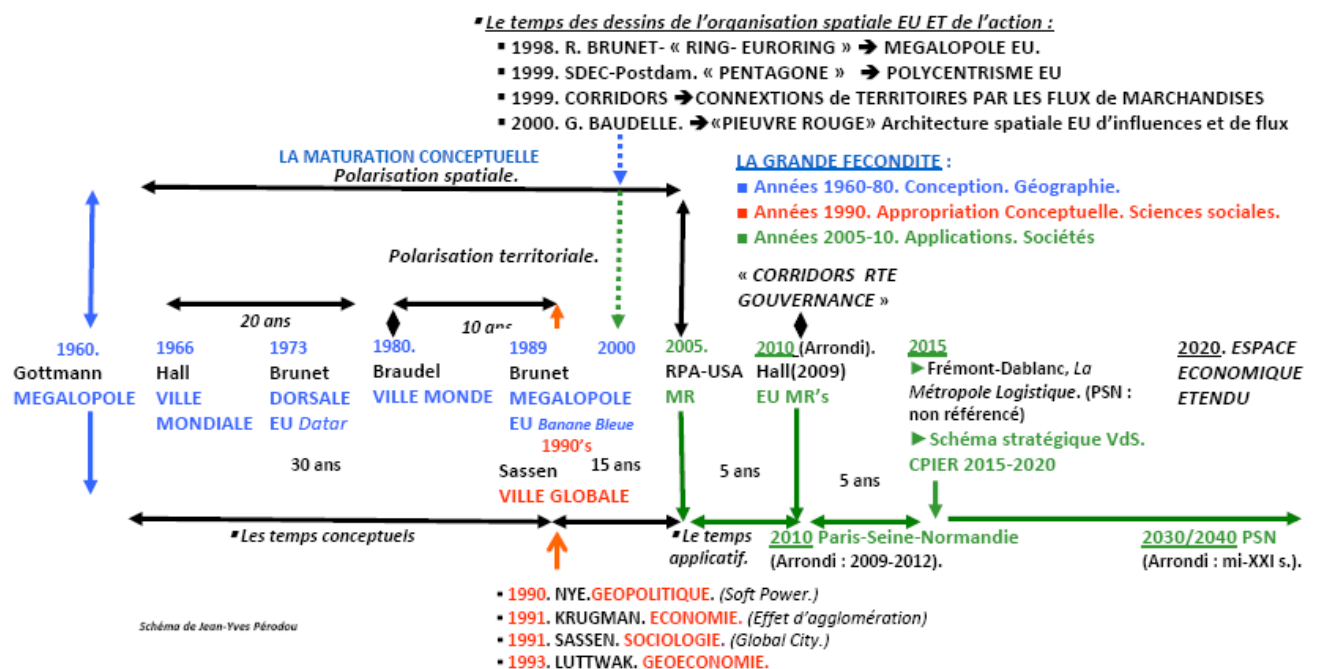 ▪ Le temps des dessins de l'organisation spatiale EU ET de l'action :
▪ 1998. R. BRUNET- « RING- EURORING » ➔ MEGALOPOLE EU.
▪ 1999. SDEC-Postdam. « PENTAGONE » ➔ POLYCENTRISME EU
▪ 1999. CORRIDORS ➔CONNEXTIONS de TERRITOIRES PAR LES FLUX de MARCHANDISES
▪ 2000. G. BAUDELLE. ➔«PIEUVRE ROUGE» Architecture spatiale EU d'influences et de flux
LA MATURATION CONCEPTUELLE
Polarisation spatiale.
LA GRANDE FECONDITE :
■ Années 1960-80. Conception. Géographie.
■ Années 1990. Appropriation Conceptuelle. Sciences sociales.
■ Années 2005-10. Applications. Sociétés
Polarisation territoriale.
« CORRIDORS RTE
GOUVERNANCE »
20 ans
10 ans
1960.
Gottmann
MEGALOPOLE
1966
Hall
VILLE
MONDIALE
1973
Brunet
DORSALE
EU Datar
1980.
Braudel
VILLE MONDE
1989
Brunet
MEGALOPOLE
EU Banane Bleue
2000
2005.
RPA-USA
MR
2010 (Arrondi).
Hall(2009)
EU MR's
2015
►Frémont-Dablanc, La
Métropole Logistique. (PSN :
non référencé)
►Schéma stratégique VdS.
CPIER 2015-2020
2020. ESPACE
ECONOMIQUE
ETENDU
1990's
Sassen
VILLE GLOBALE
30 ans
15 ans
5 ans
5 ans
▪ Les temps conceptuels
▪ Le temps
applicatif.
2010 Paris-Seine-Normandie
(Arrondi : 2009-2012).
2030/2040 PSN
(Arrondi : mi-XXI s.).
▪ 1990. NYE.GEOPOLITIQUE. (Soft Power.)
▪ 1991. KRUGMAN. ECONOMIE. (Effet d'agglomération)
▪ 1991. SASSEN. SOCIOLOGIE. (Global City.)
▪ 1993. LUTTWAK. GEOECONOMIE.
Schéma de Jean-Yves Pérodou